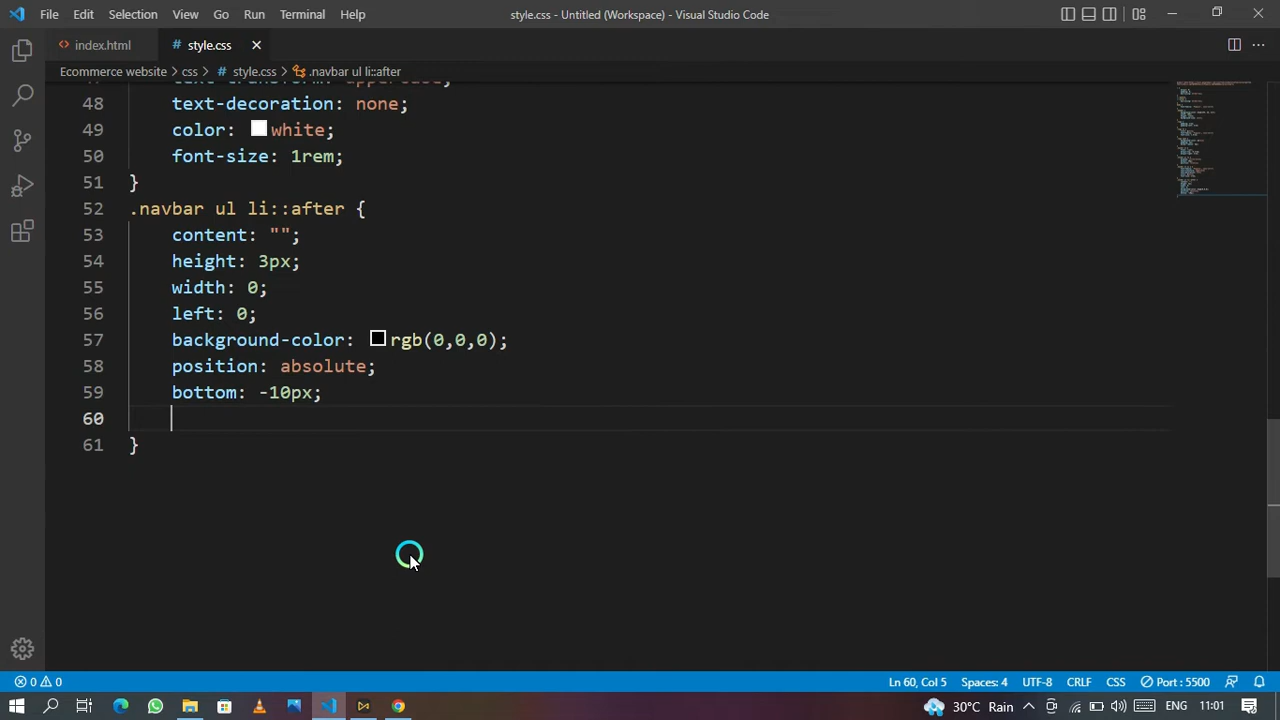 File Edit Selection View Go Run Terminal Help
style.css - Untitled (Workspace) - Visual Studio Code
index.html
# style.css
Ecommerce website > css > # style.css > .navbar ul li::after
48 text-decoration: none;
49 color: white;
50 font-size: 1rem;
51 }
52 .navbar ul li::after {
53 content: "";
54 height: 3px;
55 width: 0;
56 left: 0;
57 background-color: rgb(0,0,0);
58 position: absolute;
59 bottom: -10px;
60
61 }
0 0
Ln 60, Col 5 Spaces: 4 UTF-8 CRLF CSS Port: 5500
30°C Rain ENG 11:01